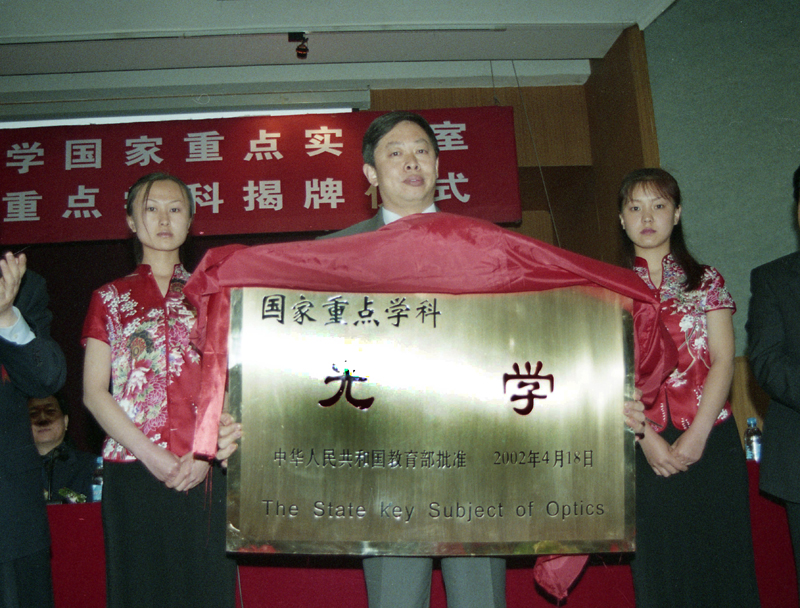 学国家重点实 室
重点学科揭牌仪式
国家重点学科
光 学
中华人民共和国教育部批准 2002年4月18日
The State key Subject of Optics